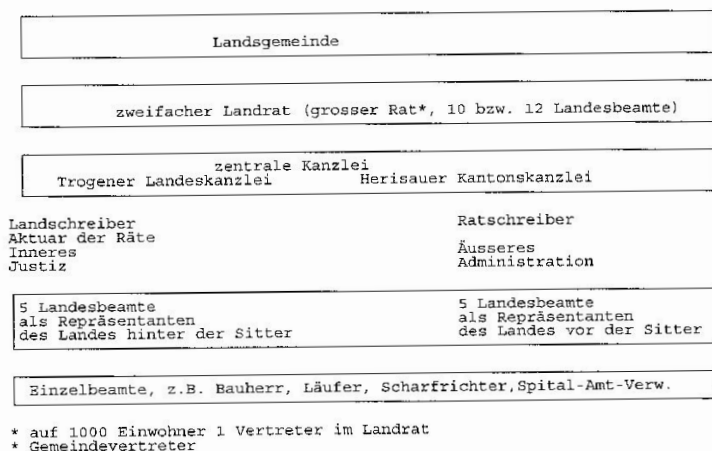 Landsgemeinde
zweifacher Landrat (grosser Rat*, 10 bzw. 12 Landesbeamte)
zentrale Kanzlei
Trogener Landeskanzlei Herisauer Kantonskanzlei
Landschreiber
Aktuar der Räte
Inneres
Justiz
Ratschreiber
Äusseres
Administration
5 Landesbeamte
als Repräsentanten
des Landes hinter der Sitter
5 Landesbeamte
als Repräsentanten
des Landes vor der Sitter
Einzelbeamte, z.B. Bauherr, Läufer, Scharfrichter,Spital-Amt-Verw.
* auf 1000 Einwohner 1 Vertreter im Landrat
* Gemeindevertreter